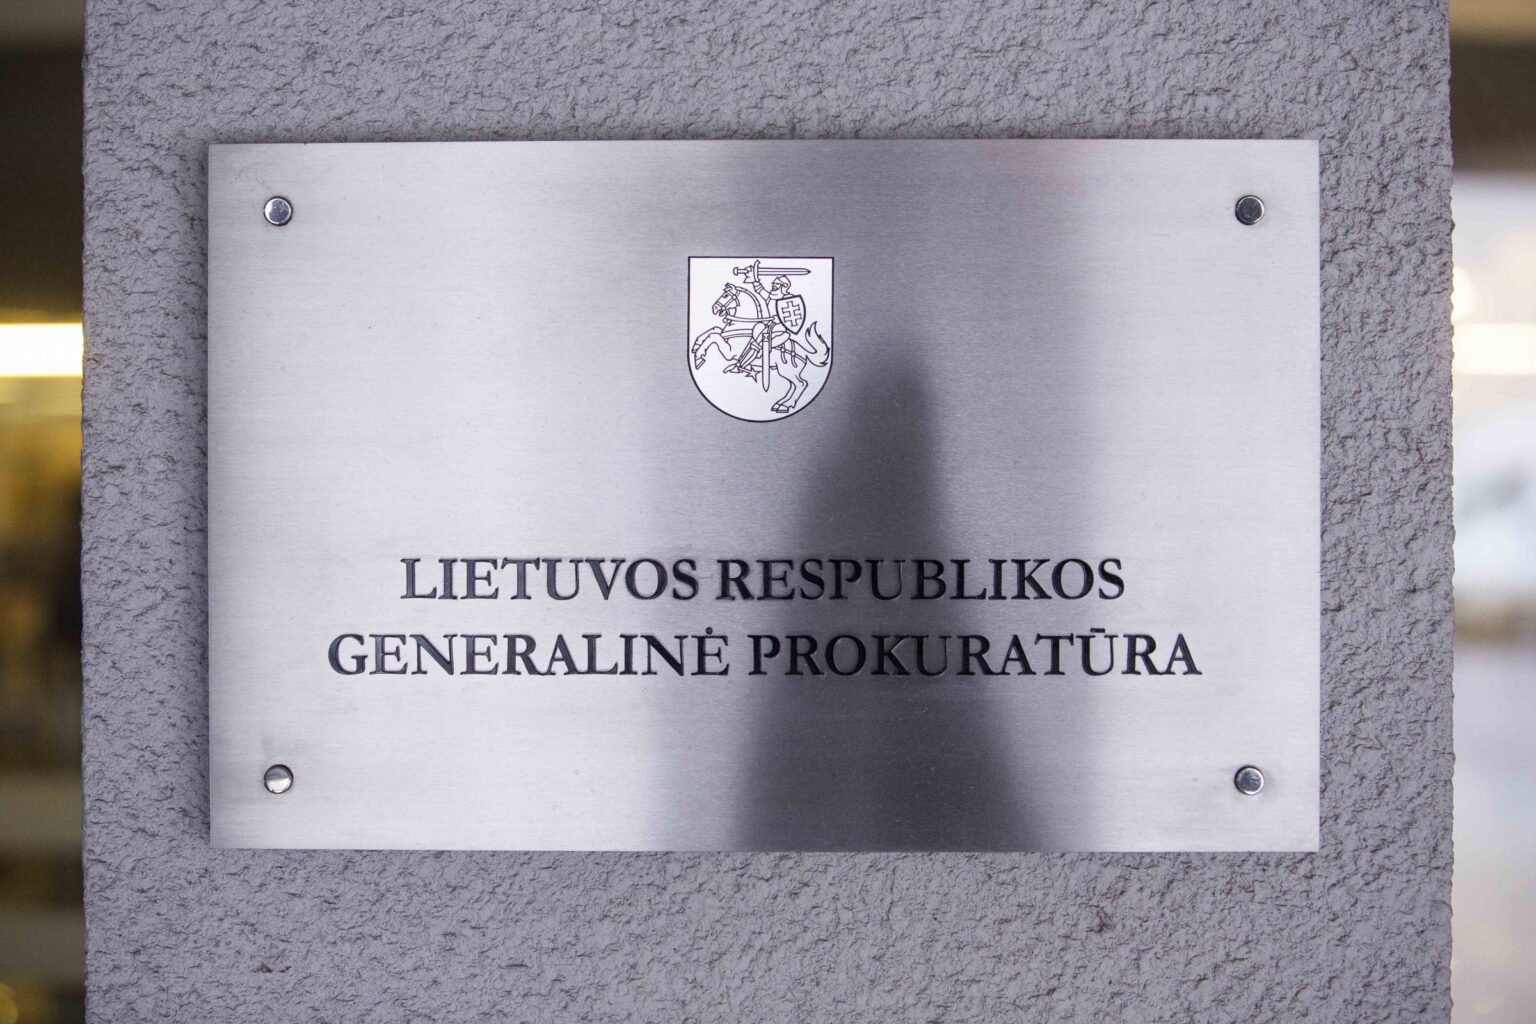 LIETUVOS RESPUBLIKOS
GENERALINĖ PROKURATŪRA